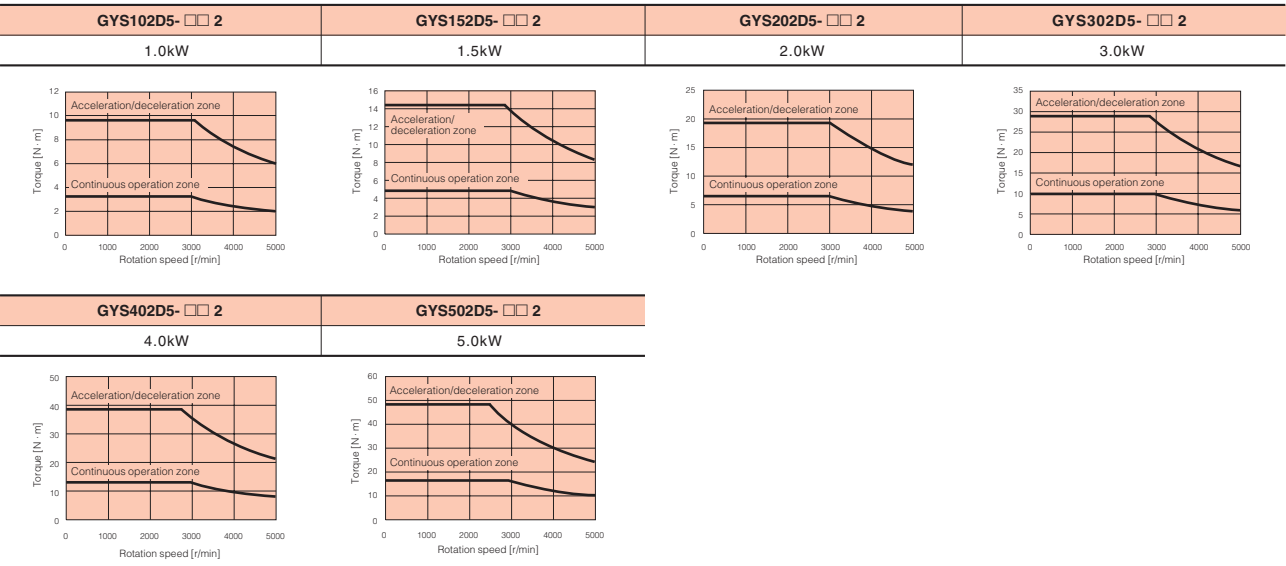 GYS102D5- □□ 2 GYS152D5- □□ 2 GYS202D5- □□ 2 GYS302D5- □□ 2
1.0kW 1.5kW 2.0kW 3.0kW
12
10
8
6
4
2
0
Torque [N · m]
Acceleration/deceleration zone
Continuous operation zone
0 1000 2000 3000 4000 5000
Rotation speed [r/min]
16
14
12
10
8
6
4
2
0
Torque [N · m]
Acceleration/
deceleration zone
Continuous operation zone
0 1000 2000 3000 4000 5000
Rotation speed [r/min]
25
20
15
10
5
0
Torque [N · m]
Acceleration/deceleration zone
Continuous operation zone
0 1000 2000 3000 4000 5000
Rotation speed [r/min]
35
30
25
20
15
10
5
0
Torque [N · m]
Acceleration/deceleration zone
Continuous operation zone
0 1000 2000 3000 4000 5000
Rotation speed [r/min]
GYS402D5- □□ 2 GYS502D5- □□ 2
4.0kW 5.0kW
50
40
30
20
10
0
Torque [N · m]
Acceleration/deceleration zone
Continuous operation zone
0 1000 2000 3000 4000 5000
Rotation speed [r/min]
60
50
40
30
20
10
0
Torque [N · m]
Acceleration/deceleration zone
Continuous operation zone
0 1000 2000 3000 4000 5000
Rotation speed [r/min]